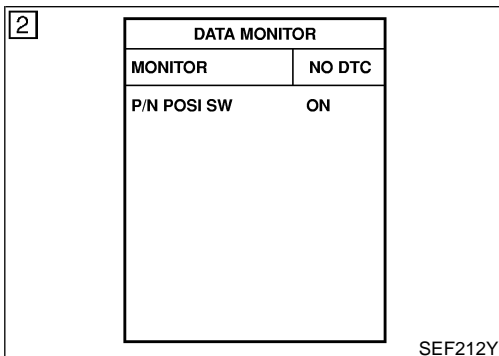 2
DATA MONITOR
MONITOR NO DTC
P/N POSI SW ON
SEF212Y